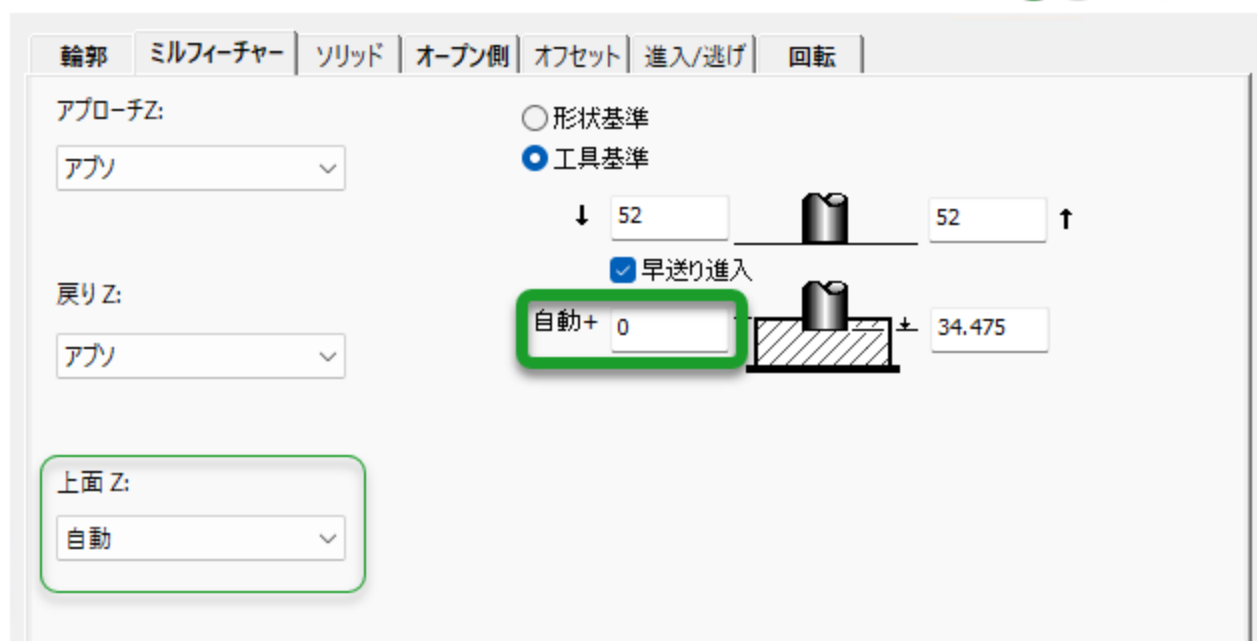 輪郭 ミルフィーチャー ソリッド オープン側 オフセット 進入/逃げ 回転
アプローチZ:
アブソ
形状基準
工具基準
↓ 52 52 ↑
早送り進入
戻り Z:
アブソ
自動+ 0 34.475
上面 Z:
自動